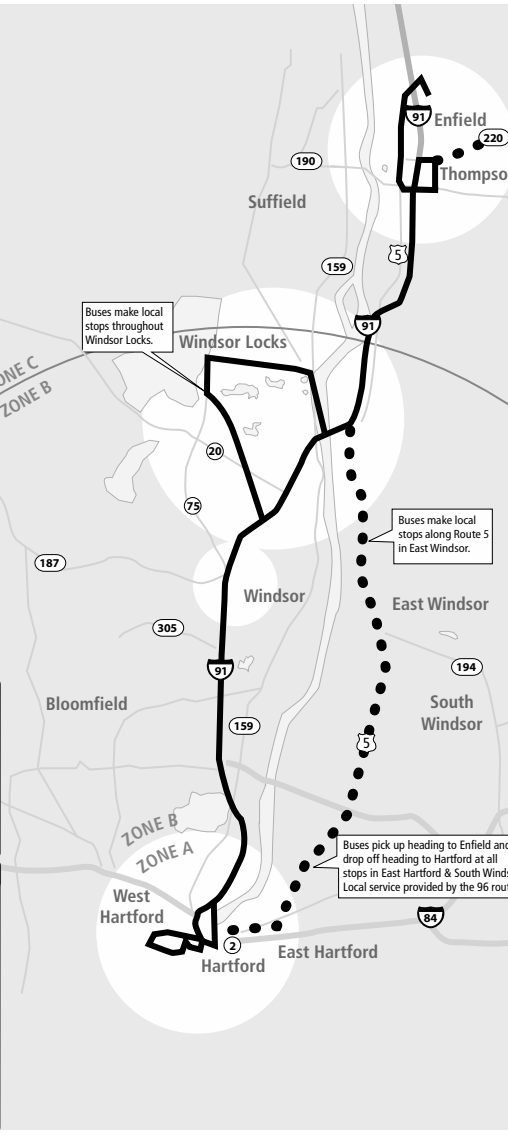 91
Enfield
220
190
Thompso
Suffield
5
159
Buses make local
stops throughout
Windsor Locks.
91
Windsor Locks
ONE C
ZONE B
20
75
Buses make local
stops along Route 5
in East Windsor.
187
Windsor
East Windsor
305
91
194
Bloomfield
South
Windsor
159
5
ZONE B
ZONE A
Buses pick up heading to Enfield and
drop off heading to Hartford at all
stops in East Hartford & South Winds
Local service provided by the 96 rout
West
Hartford
84
2
East Hartford
Hartford